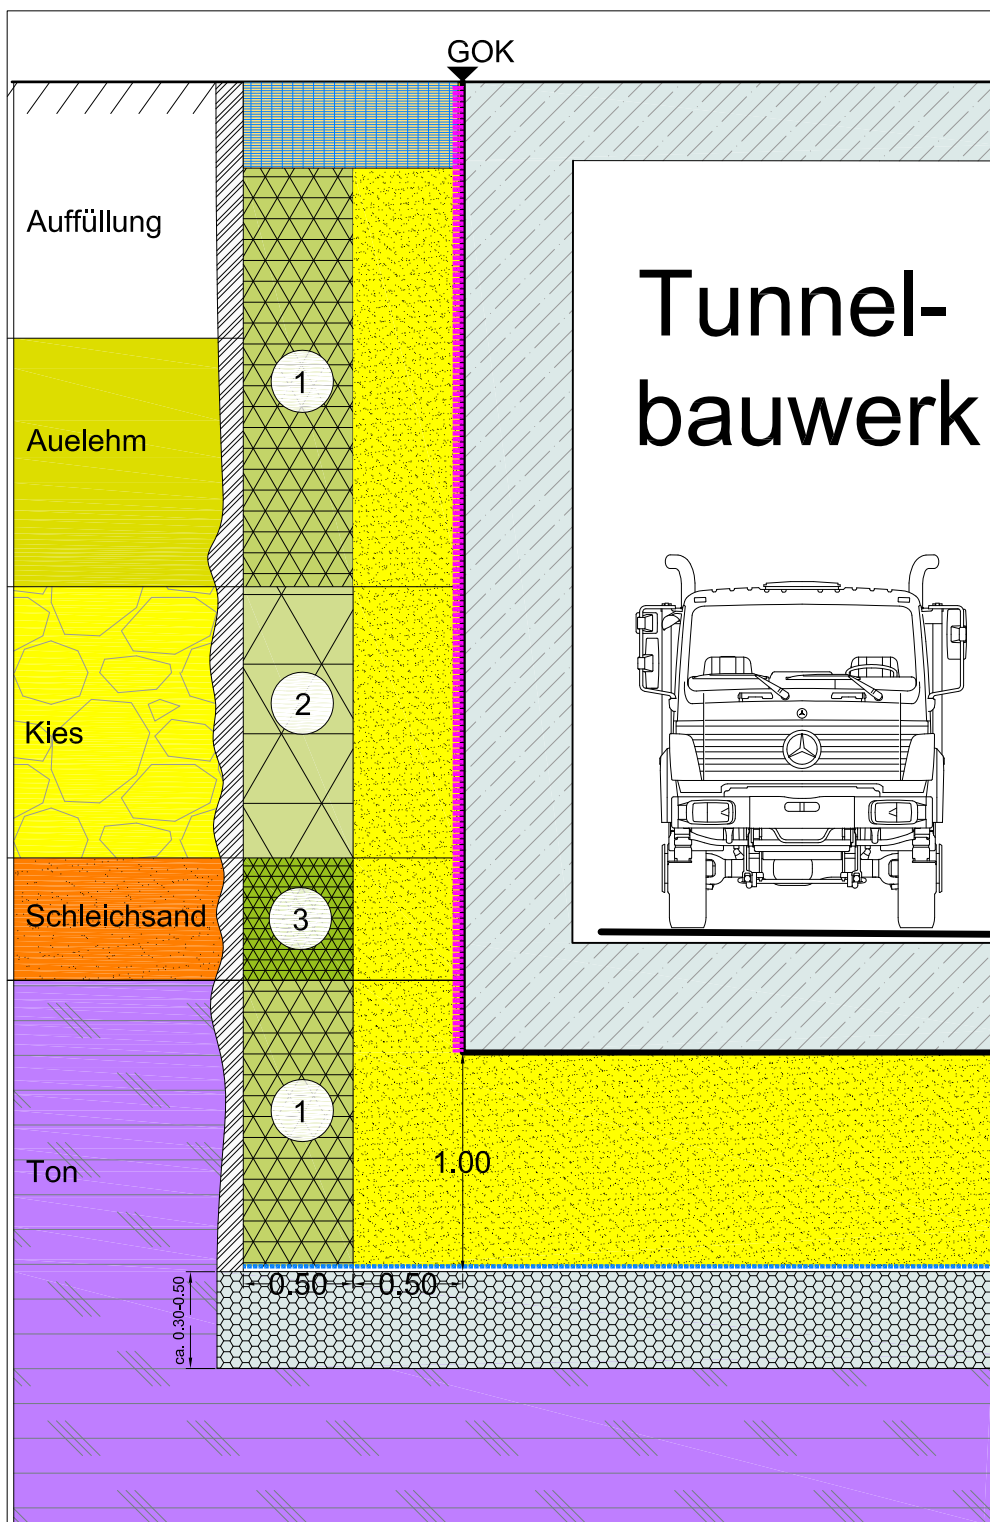 GOK
Auffüllung
Tunnel-
bauwerk
1
Auelehm
2
Kies
3
Schleichsand
1
1.00
Ton
0.50
0.50
ca. 0.30-0.50